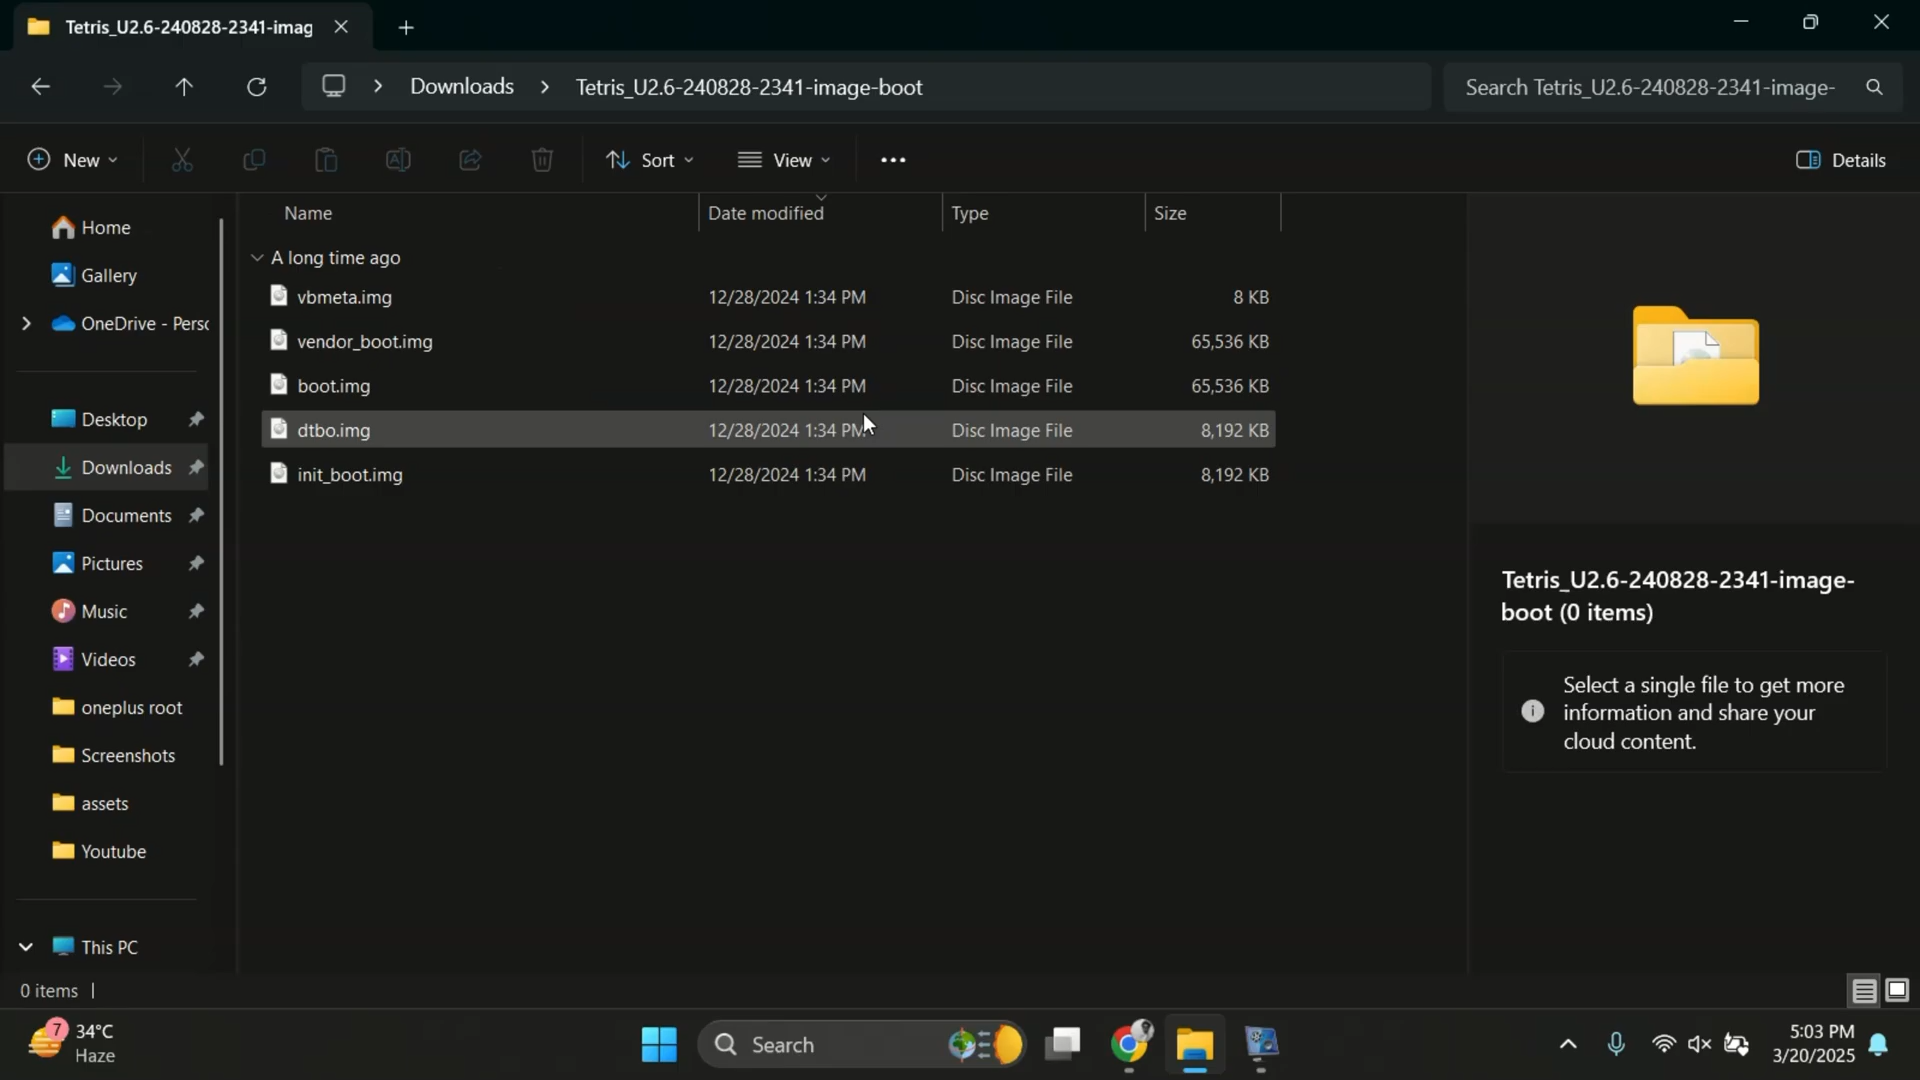 Tetris_U2.6-240828-2341-imag
Downloads > Tetris_U2.6-240828-2341-image-boot
Search Tetris_U2.6-240828-2341-image-
New
Sort
View
Details
Name Date modified Type Size
A long time ago
vbmeta.img 12/28/2024 1:34 PM Disc Image File 8 KB
vendor_boot.img 12/28/2024 1:34 PM Disc Image File 65,536 KB
boot.img 12/28/2024 1:34 PM Disc Image File 65,536 KB
dtbo.img 12/28/2024 1:34 PM Disc Image File 8,192 KB
init_boot.img 12/28/2024 1:34 PM Disc Image File 8,192 KB
Home
Gallery
OneDrive - Perso
Desktop
Downloads
Documents
Pictures
Music
Videos
oneplus root
Screenshots
assets
Youtube
This PC
Tetris_U2.6-240828-2341-image-
boot (0 items)
Select a single file to get more
information and share your
cloud content.
0 items
7
34°C
Haze
Search
5:03 PM
3/20/2025